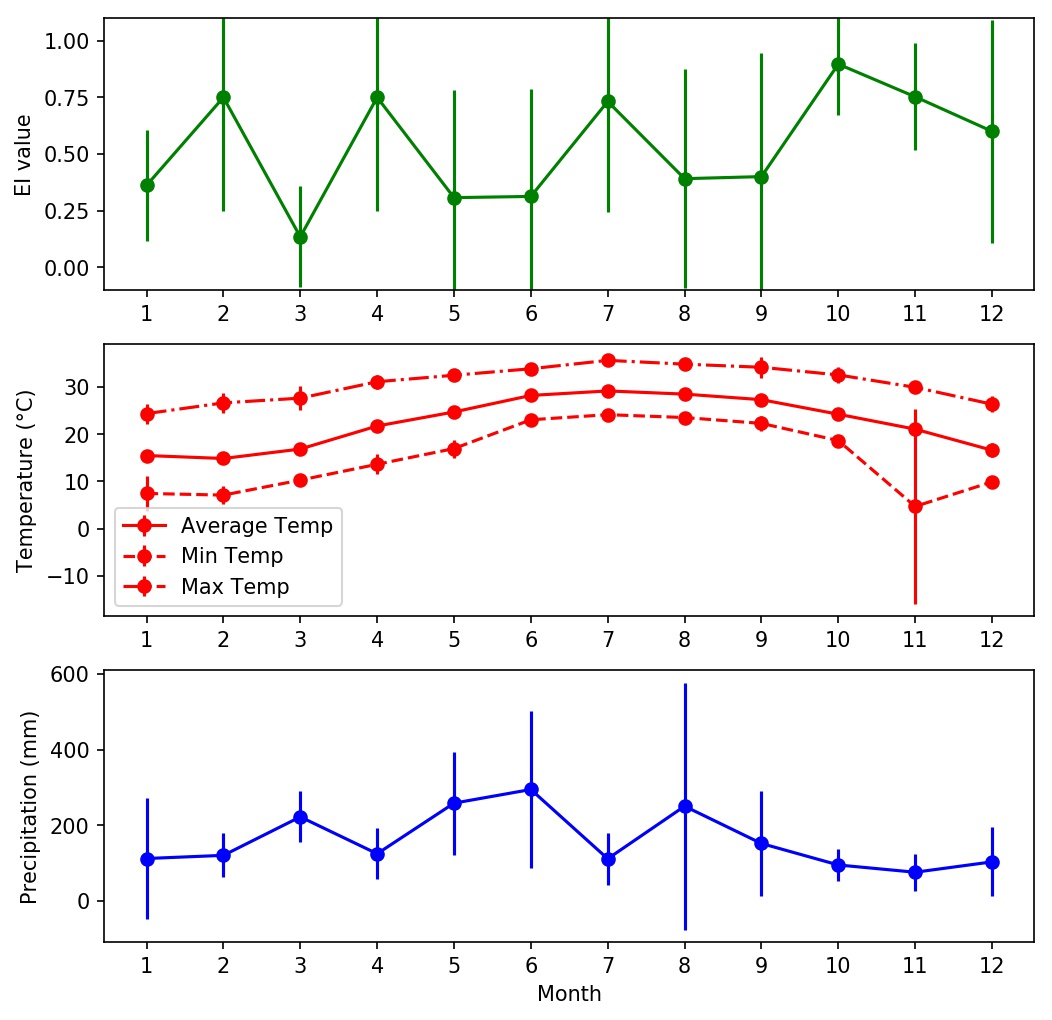 EI value
1.00
0.75
0.50
0.25
0.00
1 2 3 4 5 6 7 8 9 10 11 12
Temperature (°C)
30
20
10
0
−10
Average Temp
Min Temp
Max Temp
1 2 3 4 5 6 7 8 9 10 11 12
Precipitation (mm)
600
400
200
0
1 2 3 4 5 6 7 8 9 10 11 12
Month